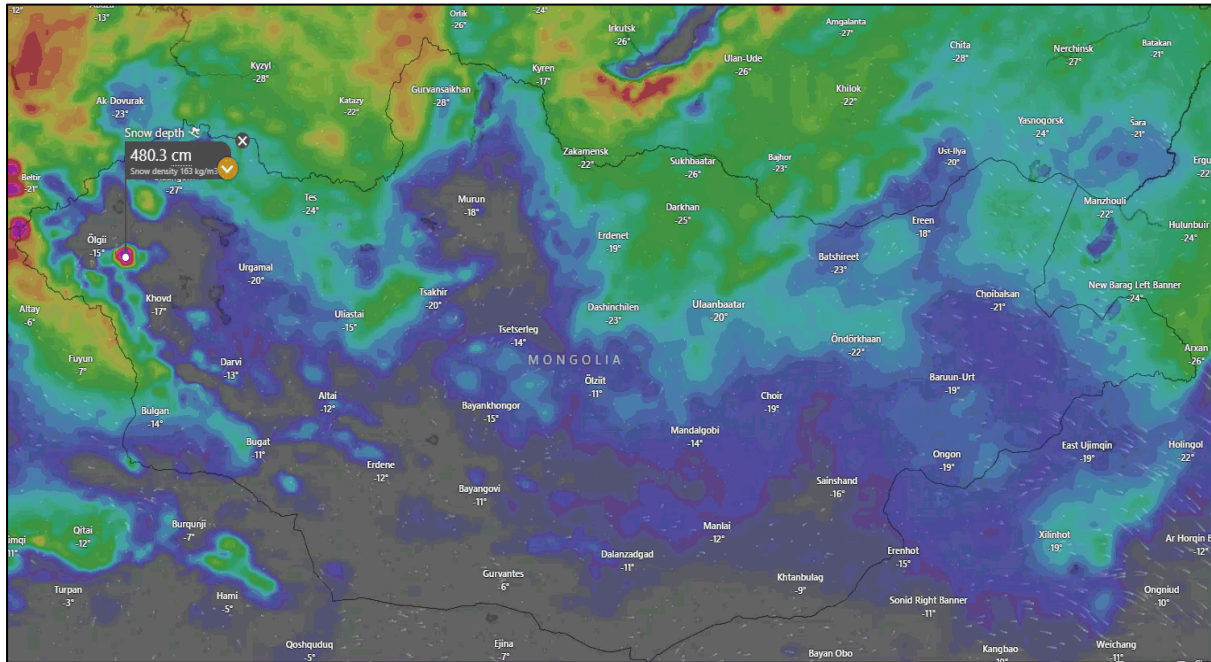 -12°
-13°
Orlik
-26°
-24°
Irkutsk
-26°
Amgalanta
-27°
Kyzyl
-28°
Kyren
-17°
Ulan-Ude
-26°
Chita
-28°
Nerchinsk
-27°
Batakan
-21°
Ak-Dovurak
-23°
Katazy
-22°
Gurvansaikhan
-28°
Khilok
-22°
Yasnogorsk
-24°
Šara
-21°
Snow depth
480.3 cm
Snow density 163 kg/m3
-27°
Beltir
-21°
Zakamensk
-22°
Sukhbaatar
-26°
Bajhor
-23°
Ust-Ilya
-20°
Ergu
-22°
Tes
-24°
Murun
-18°
Darkhan
-25°
Manzhouli
-22°
Ölgii
-15°
Erdenet
-19°
Ereen
-18°
Hulunbuir
-24°
Urgamal
-20°
Batshireet
-23°
Khovd
-17°
Tsakhir
-20°
Choibalsan
-21°
New Barag Left Banner
-24°
Altay
-6°
Uliastai
-15°
Dashinchilen
-23°
Ulaanbaatar
-20°
Tsetserleg
-14°
Öndörkhaan
-22°
Arxan
-26°
Fuyun
-7°
MONGOLIA
Darvi
-13°
Ölziit
-11°
Baruun-Urt
-19°
Altai
-12°
Choir
-19°
Bulgan
-14°
Bayankhongor
-15°
Mandalgobi
-14°
Bugat
-11°
East Ujimqin
-19°
Holingol
-22°
Erdene
-12°
Ongon
-19°
Bayangovi
-11°
Sainshand
-16°
Qitai
-12°
Burqunji
-7°
Manlai
-12°
Xilinhot
-19°
Ar Horqin B
-12°
imqi
11°
Dalanzadgad
-11°
Erenhot
-15°
Gurvantes
-6°
Khtanbulag
-9°
Turpan
-3°
Hami
-5°
Sonid Right Banner
-11°
Ongniud
-10°
Qoshquduq
-5°
Ejina
-7°
Bayan Obo
Kangbao
Weichang
-11°